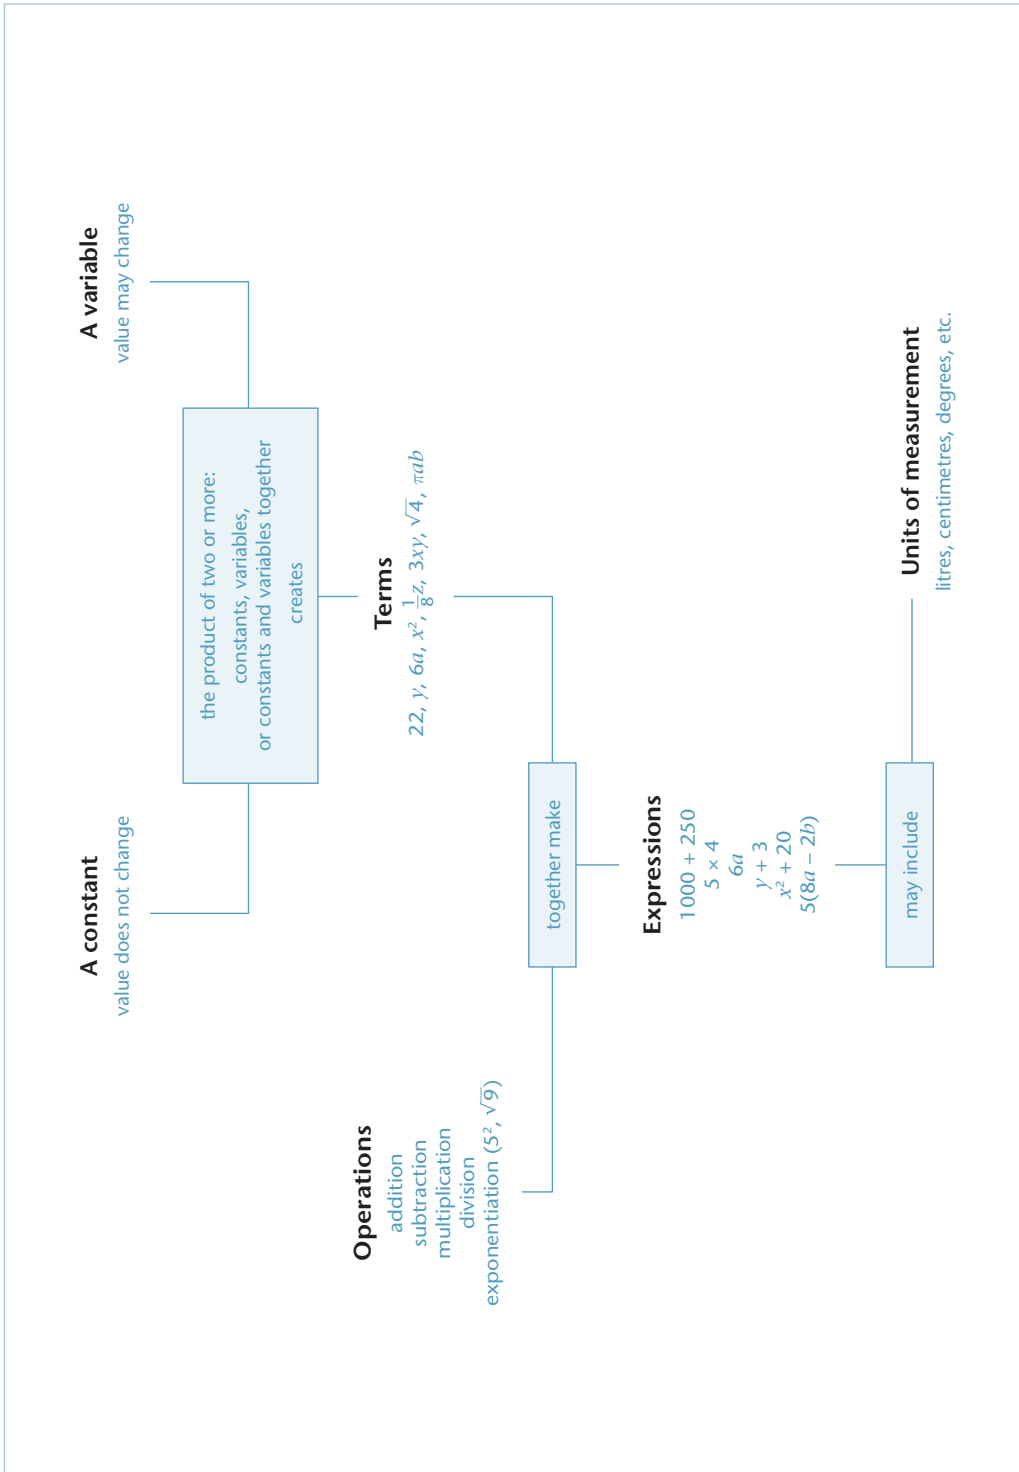 A constant
value does not change
A variable
value may change
the product of two or more:
constants, variables,
or constants and variables together
creates
Terms
22, y, 6a, x², 1/8 z, 3xy, √4, πab
Operations
addition
subtraction
multiplication
division
exponentiation (5², √9)
together make
Expressions
1000 + 250
5 × 4
6a
y + 3
x² + 20
5(8a − 2b)
may include
Units of measurement
litres, centimetres, degrees, etc.